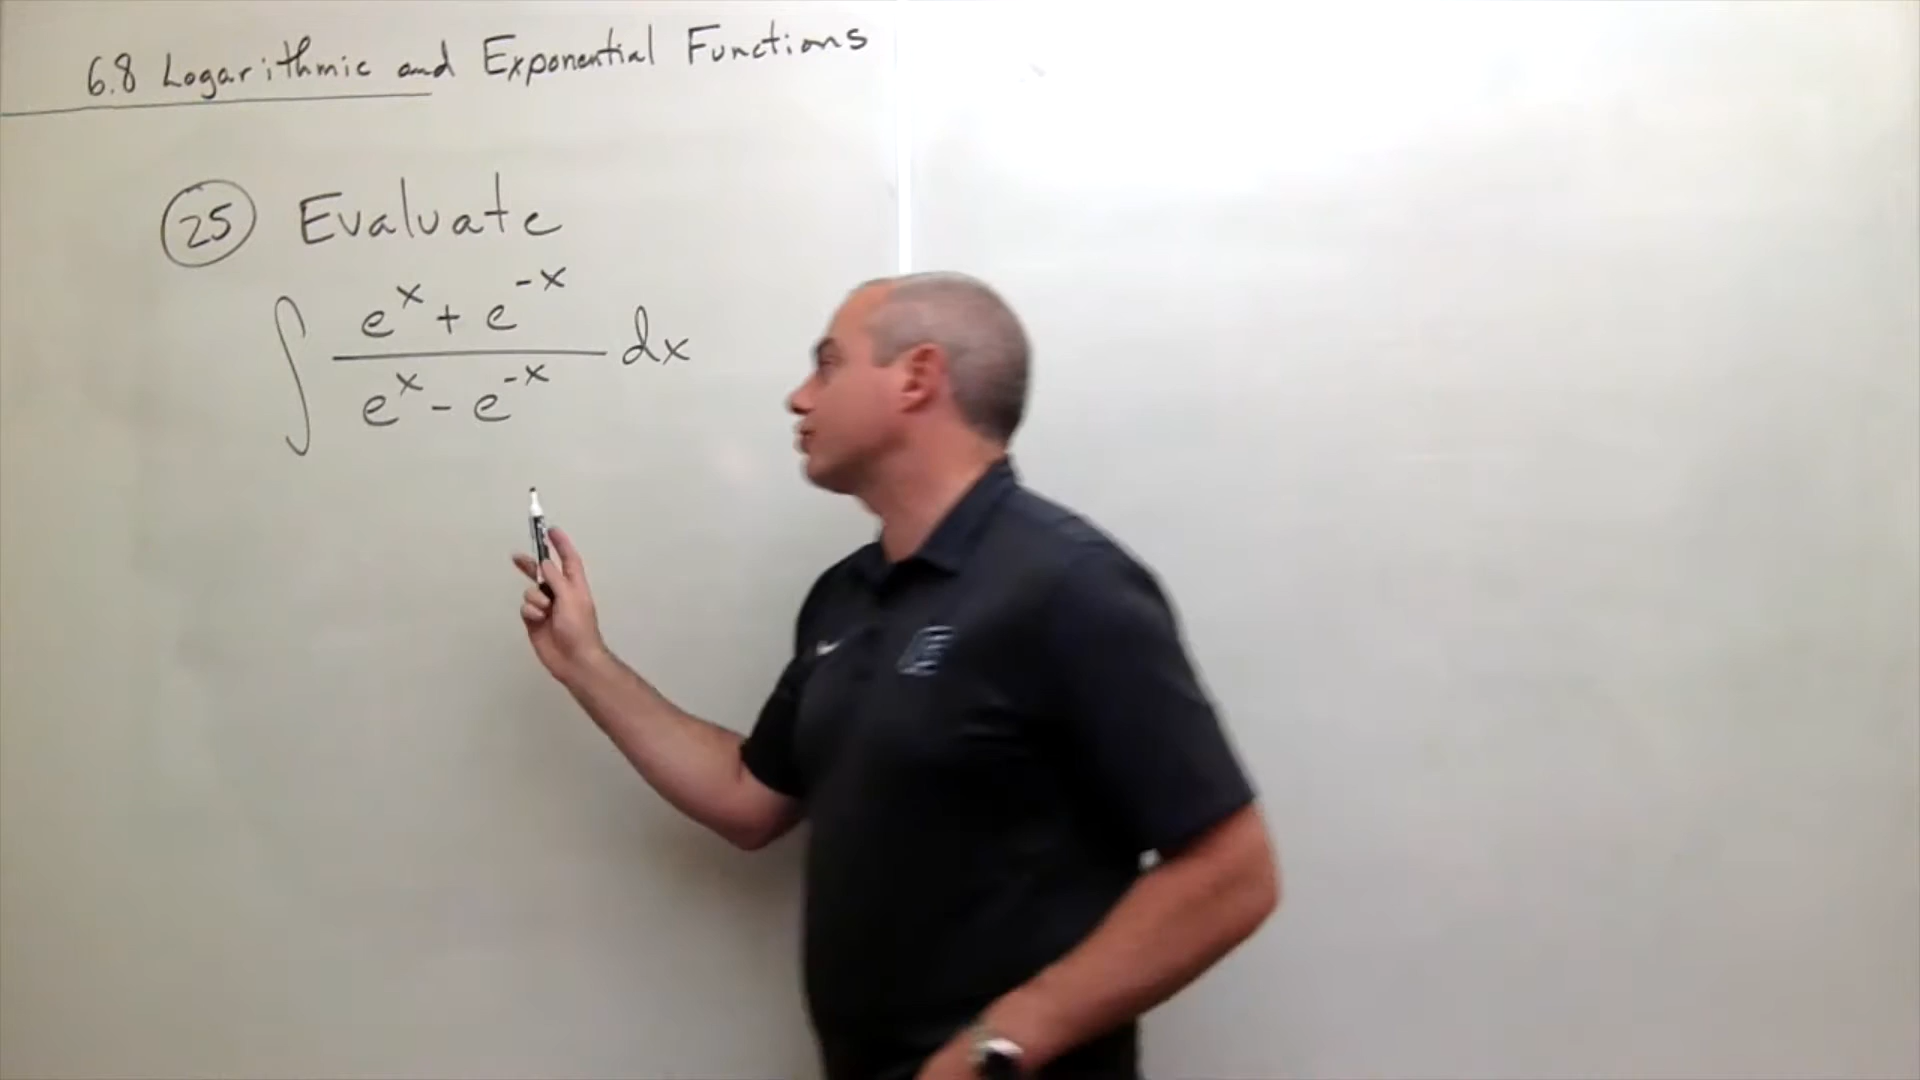 6.8 Logarithmic and Exponential Functions
25 Evaluate
∫ (e^x + e^-x) / (e^x - e^-x) dx